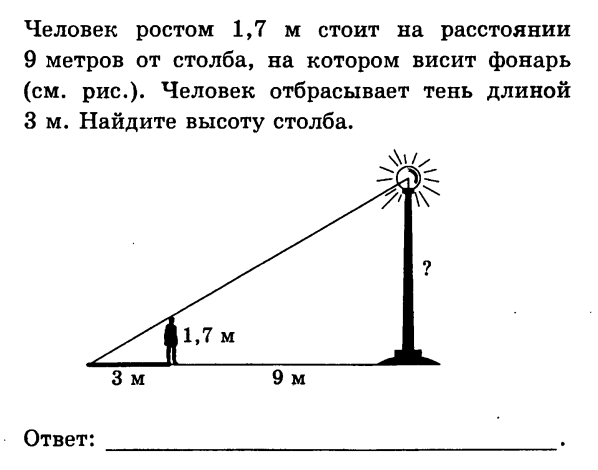 Человек ростом 1,7 м стоит на расстоянии
9 метров от столба, на котором висит фонарь
(см. рис.). Человек отбрасывает тень длиной
3 м. Найдите высоту столба.
?
1,7 м
3 м
9 м
Ответ: .